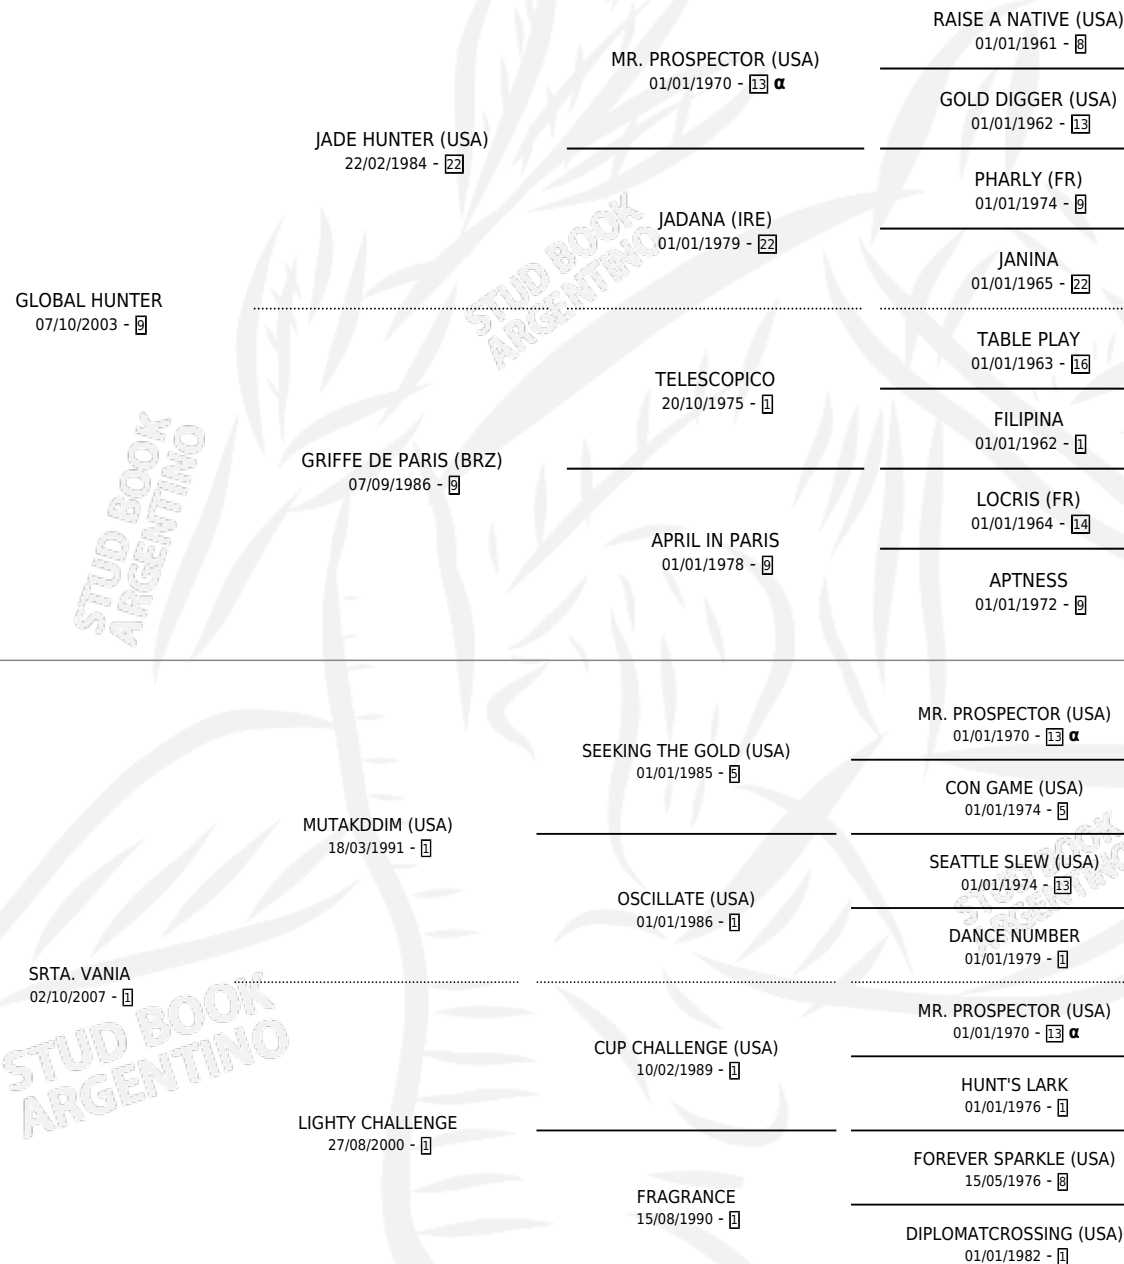 RAISE A NATIVE (USA)
01/01/1961 - 8
MR. PROSPECTOR (USA)
01/01/1970 - 13 α
GOLD DIGGER (USA)
01/01/1962 - 13
JADE HUNTER (USA)
22/02/1984 - 22
PHARLY (FR)
01/01/1974 - 9
JADANA (IRE)
01/01/1979 - 22
JANINA
01/01/1965 - 22
GLOBAL HUNTER
07/10/2003 - 9
TABLE PLAY
01/01/1963 - 16
TELESCOPICO
20/10/1975 - 1
FILIPINA
01/01/1962 - 1
GRIFFE DE PARIS (BRZ)
07/09/1986 - 9
LOCRIS (FR)
01/01/1964 - 14
APRIL IN PARIS
01/01/1978 - 9
APTNESS
01/01/1972 - 9
MR. PROSPECTOR (USA)
01/01/1970 - 13 α
SEEKING THE GOLD (USA)
01/01/1985 - 5
CON GAME (USA)
01/01/1974 - 5
MUTAKDDIM (USA)
18/03/1991 - 1
SEATTLE SLEW (USA)
01/01/1974 - 13
OSCILLATE (USA)
01/01/1986 - 1
DANCE NUMBER
01/01/1979 - 1
SRTA. VANIA
02/10/2007 - 1
MR. PROSPECTOR (USA)
01/01/1970 - 13 α
CUP CHALLENGE (USA)
10/02/1989 - 1
HUNT'S LARK
01/01/1976 - 1
LIGHTY CHALLENGE
27/08/2000 - 1
FOREVER SPARKLE (USA)
15/05/1976 - 8
FRAGRANCE
15/08/1990 - 1
DIPLOMATCROSSING (USA)
01/01/1982 - 1
STUD BOOK
ARGENTINO
STUD BOOK
ARGENTINO
STUD BOOK
ARGENTINO
STUD BOOK
ARGENTINO